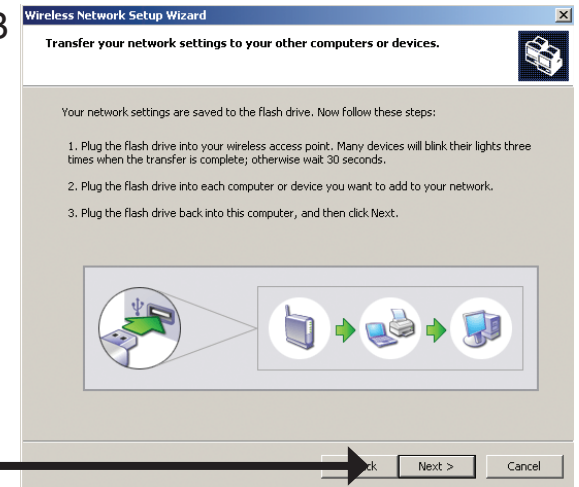 Wireless Network Setup Wizard
Transfer your network settings to your other computers or devices.
Your network settings are saved to the flash drive. Now follow these steps:
1. Plug the flash drive into your wireless access point. Many devices will blink their lights three
times when the transfer is complete; otherwise wait 30 seconds.
2. Plug the flash drive into each computer or device you want to add to your network.
3. Plug the flash drive back into this computer, and then click Next.
Next > Cancel